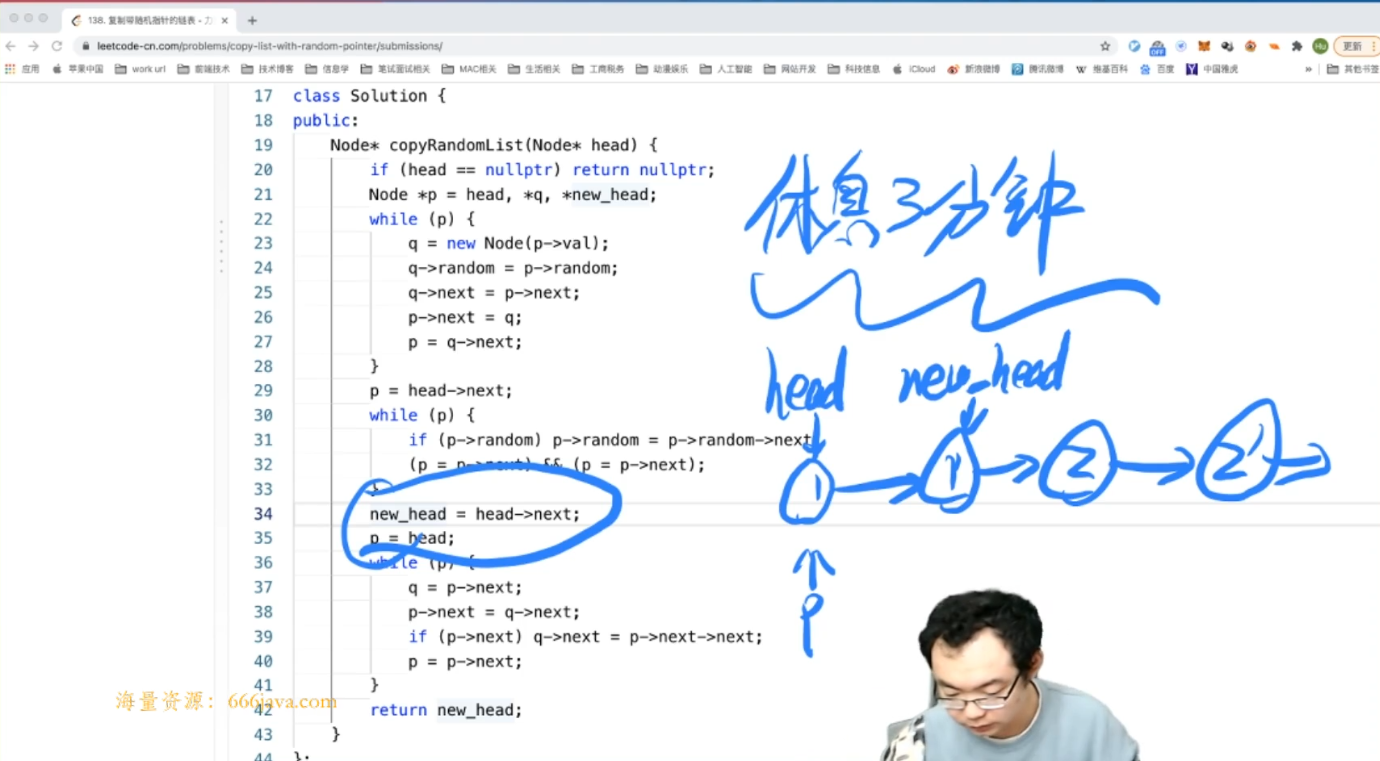 138. 复制带随机指针的链表 - 力
leetcode-cn.com/problems/copy-list-with-random-pointer/submissions/
OFF
Hu
更新
应用 苹果中国 work url 前端技术 技术博客 信息学 笔试面试相关 MAC相关 生活相关 工商税务 动漫娱乐 人工智能 网站开发 科技信息 iCloud 新浪微博 腾讯微博 维基百科 百度 中国雅虎 » 其他书签
17 class Solution {
18 public:
19 Node* copyRandomList(Node* head) {
20 if (head == nullptr) return nullptr;
21 Node *p = head, *q, *new_head;
22 while (p) {
23 q = new Node(p->val);
24 q->random = p->random;
25 q->next = p->next;
26 p->next = q;
27 p = q->next;
28 }
29 p = head->next;
30 while (p) {
31 if (p->random) p->random = p->random->next
32 (p = p->next) && (p = p->next);
33 }
34 new_head = head->next;
35 p = head;
36 while (p) {
37 q = p->next;
38 p->next = q->next;
39 if (p->next) q->next = p->next->next;
40 p = p->next;
41 }
42 return new_head;
43 }
44 };
休息3分钟
head new_head
1 1' 2 2'
p
海量资源：666java.com